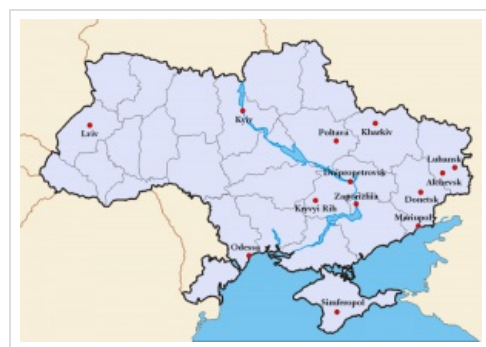 Kyiv
Lviv
Poltava
Kharkiv
Luhansk
Dnipropetrovsk
Alchevsk
Donetsk
Zaporizhia
Kryvyi Rih
Mariupol
Odessa
Simferopol